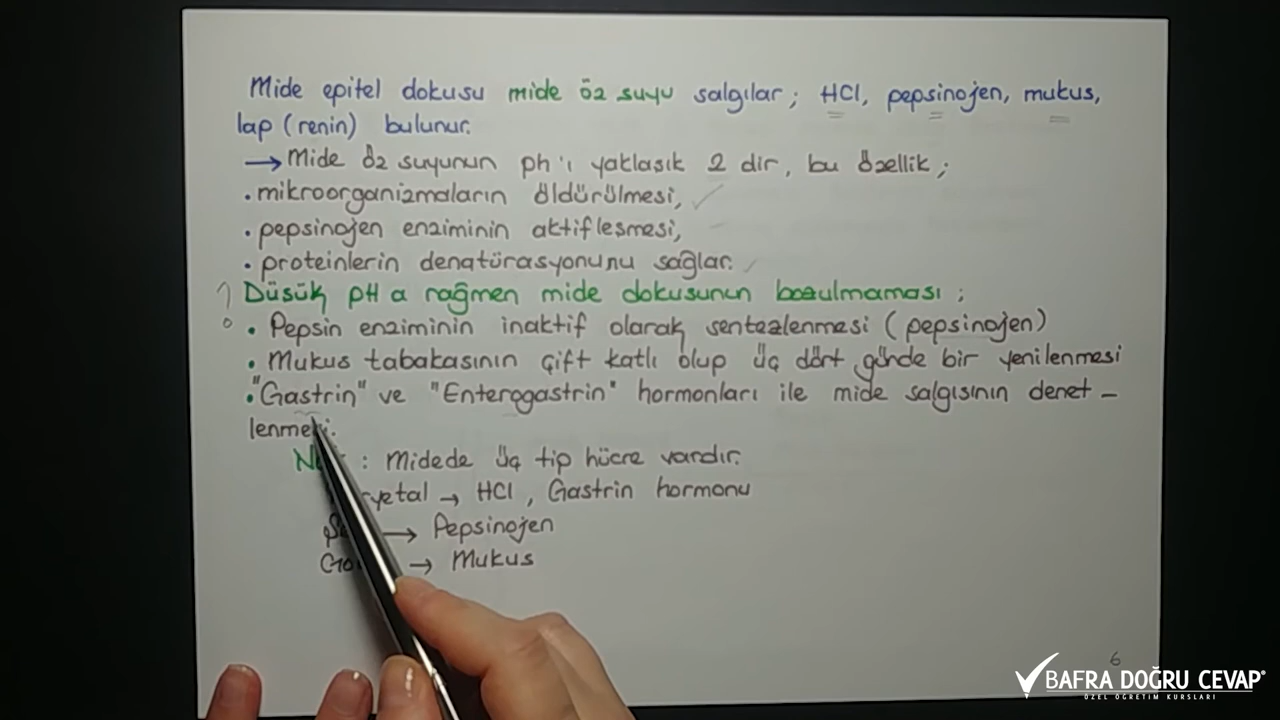 Mide epitel dokusu mide öz suyu salgılar; HCl, pepsinojen, mukus,
lap (renin) bulunur.
→ Mide öz suyunun ph'ı yaklasık 2 dir, bu özellik;
• mikroorganizmaların öldürülmesi,
• pepsinojen enziminin aktifleşmesi,
• proteinlerin denatürasyonunu sağlar.
? Düşük pH a rağmen mide dokusunun bozulmaması;
• Pepsin enziminin inaktif olarak sentezlenmesi (pepsinojen)
• Mukus tabakasının çift katlı olup üç dört günde bir yenilenmesi
• "Gastrin" ve "Enterogastrin" hormonları ile mide salgısının denet-
lenmesi.
: Midede üç tip hücre vardır.
→ HCl, Gastrin hormonu
→ Pepsinojen
→ Mukus
6
BAFRA DOĞRU CEVAP®
ÖZEL ÖĞRETİM KURSLARI